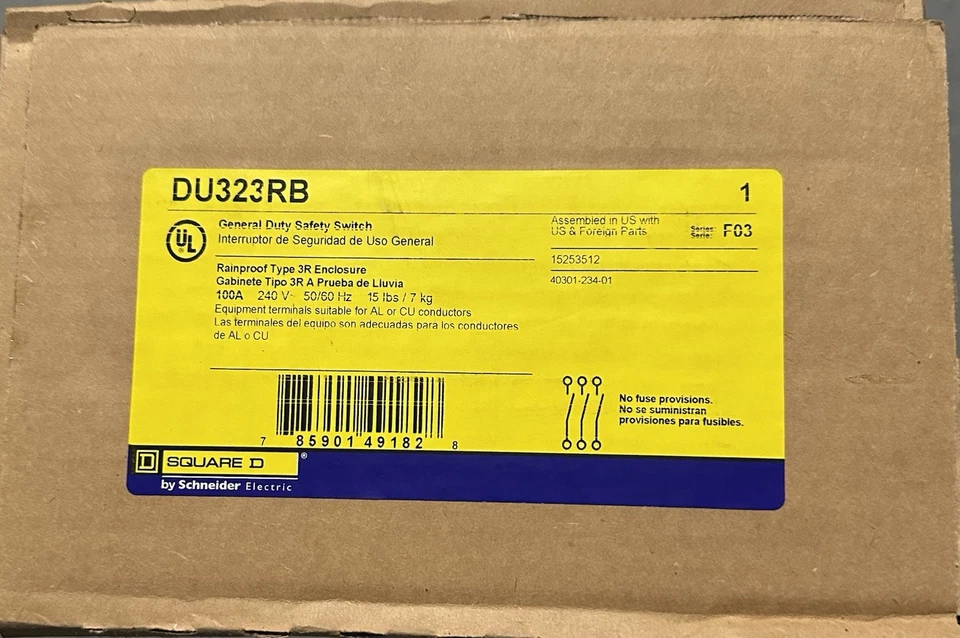 DU323RB 1
UL
General Duty Safety Switch
Interruptor de Seguridad de Uso General
Assembled in US with
US & Foreign Parts
Series:
Serie:
F03
15253512
40301-234-01
Rainproof Type 3R Enclosure
Gabinete Tipo 3R A Prueba de Lluvia
100A 240 V~ 50/60 Hz 15 lbs / 7 kg
Equipment terminals suitable for AL or CU conductors
Las terminales del equipo son adecuadas para los conductores
de AL o CU
7 85901 49182 8
No fuse provisions.
No se suministran
provisiones para fusibles.
D SQUARE D ®
by Schneider Electric